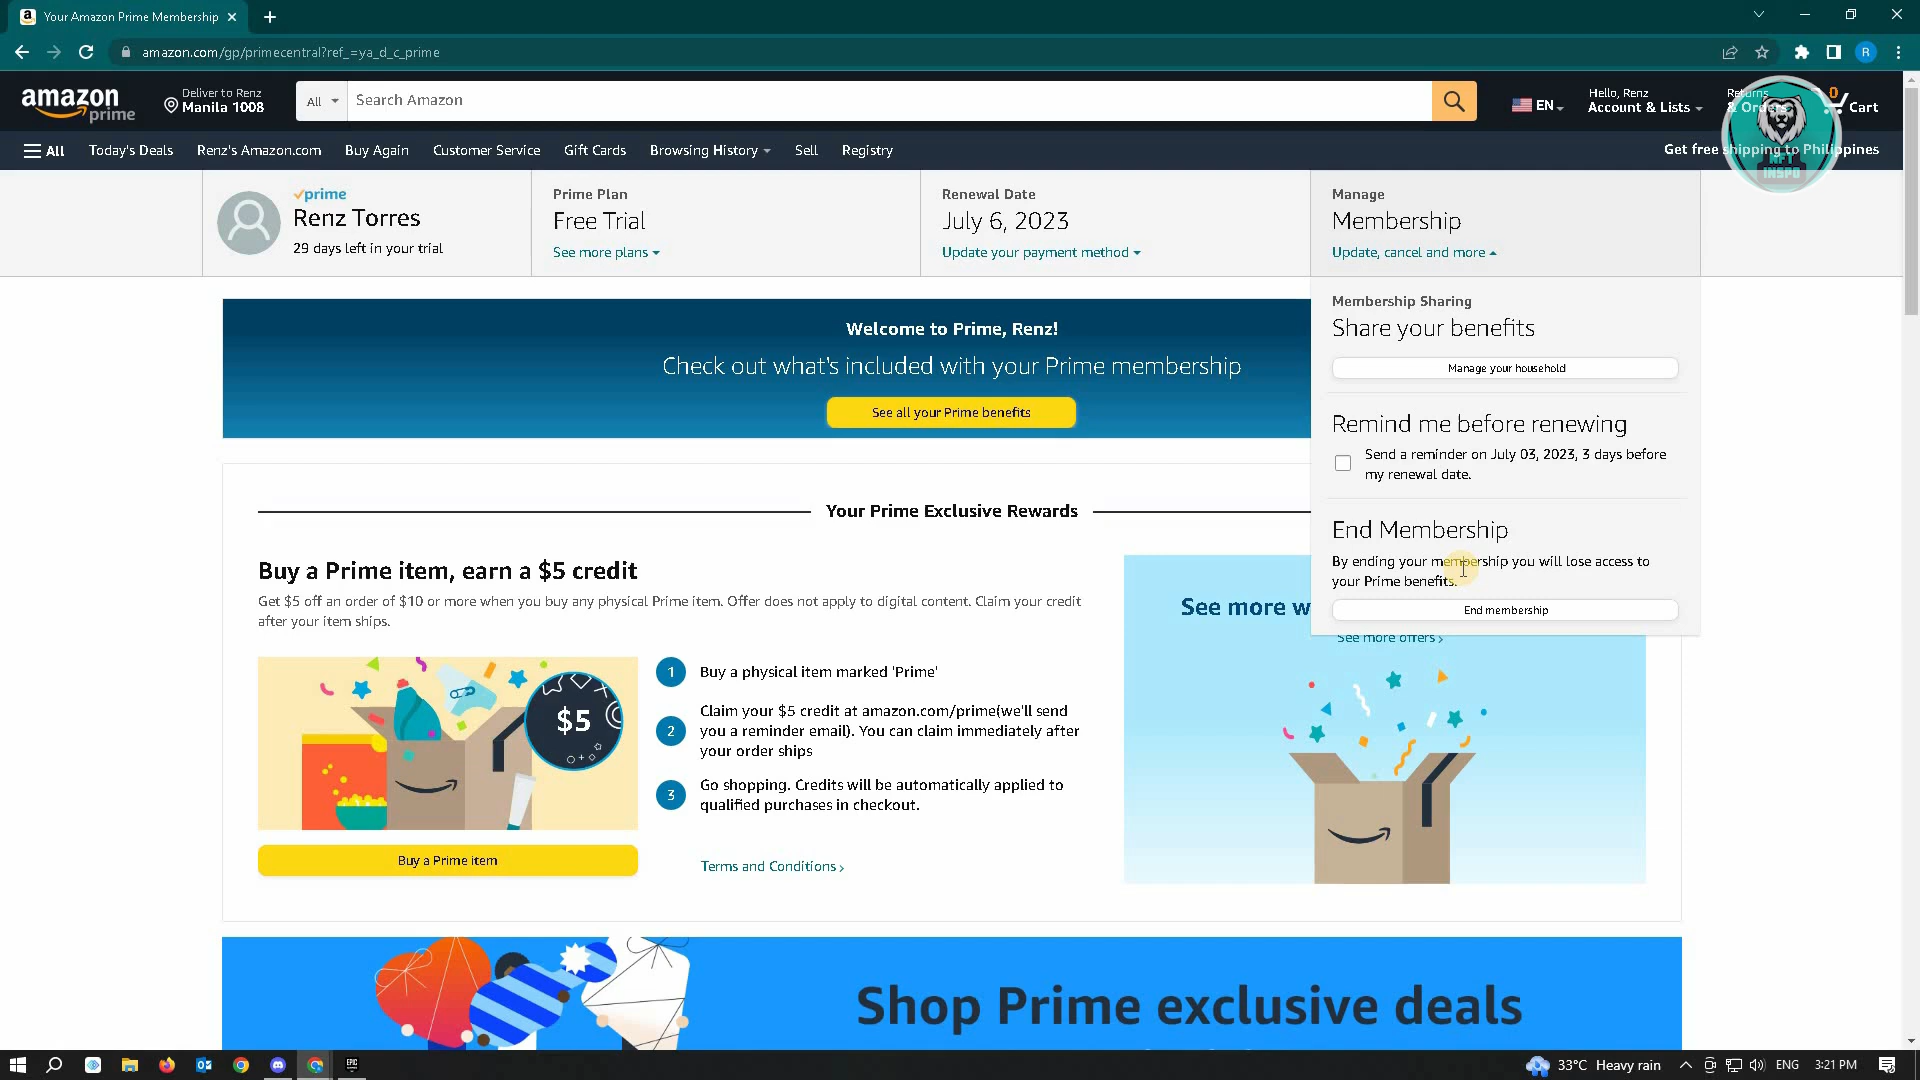 Your Amazon Prime Membership
amazon.com/gp/primecentral?ref_=ya_d_c_prime
R
amazon
prime
Deliver to Renz
Manila 1008
All
Search Amazon
EN
Hello, Renz
Account & Lists
Returns
& Orders
0
Cart
All
Today's Deals
Renz's Amazon.com
Buy Again
Customer Service
Gift Cards
Browsing History
Sell
Registry
Get free shipping to Philippines
NFT
INSPO
prime
Renz Torres
29 days left in your trial
Prime Plan
Free Trial
See more plans
Renewal Date
July 6, 2023
Update your payment method
Manage
Membership
Update, cancel and more
Membership Sharing
Share your benefits
Manage your household
Remind me before renewing
Send a reminder on July 03, 2023, 3 days before
my renewal date.
End Membership
By ending your membership you will lose access to
your Prime benefits.
End membership
Welcome to Prime, Renz!
Check out what's included with your Prime membership
See all your Prime benefits
Your Prime Exclusive Rewards
Buy a Prime item, earn a $5 credit
Get $5 off an order of $10 or more when you buy any physical Prime item. Offer does not apply to digital content. Claim your credit
after your item ships.
$5
1 Buy a physical item marked 'Prime'
2 Claim your $5 credit at amazon.com/prime(we'll send
you a reminder email). You can claim immediately after
your order ships
3 Go shopping. Credits will be automatically applied to
qualified purchases in checkout.
Buy a Prime item
Terms and Conditions ›
See more w
See more offers ›
Shop Prime exclusive deals
EPIC
33°C Heavy rain
ENG
3:21 PM